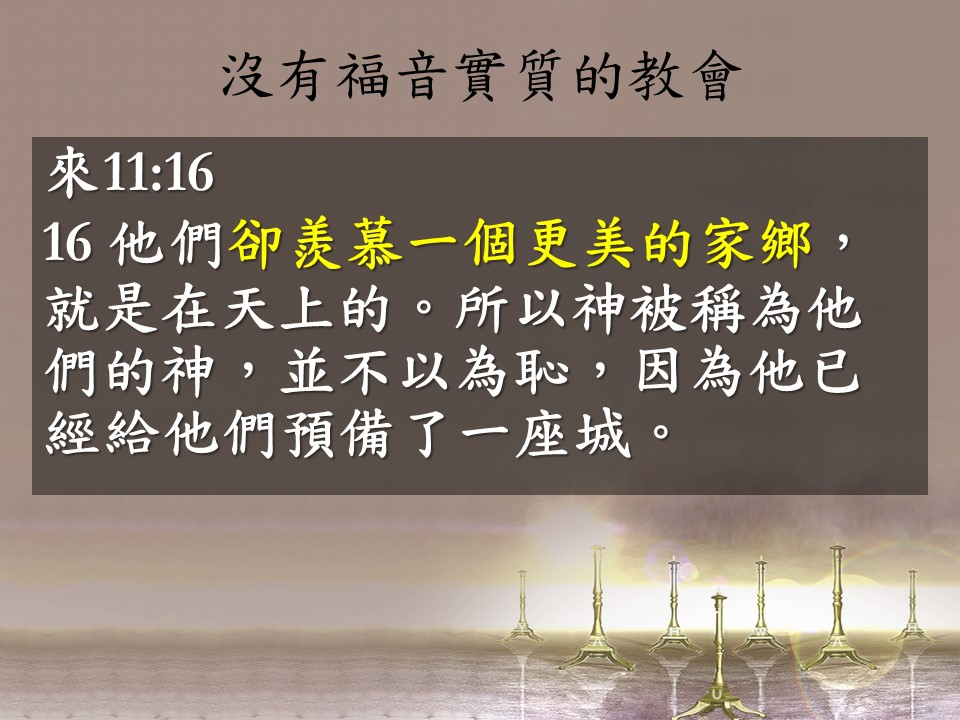 沒有福音實質的教會
來11:16
16 他們卻羨慕一個更美的家鄉，
就是在天上的。所以神被稱為他
們的神，並不以為恥，因為他已
經給他們預備了一座城。